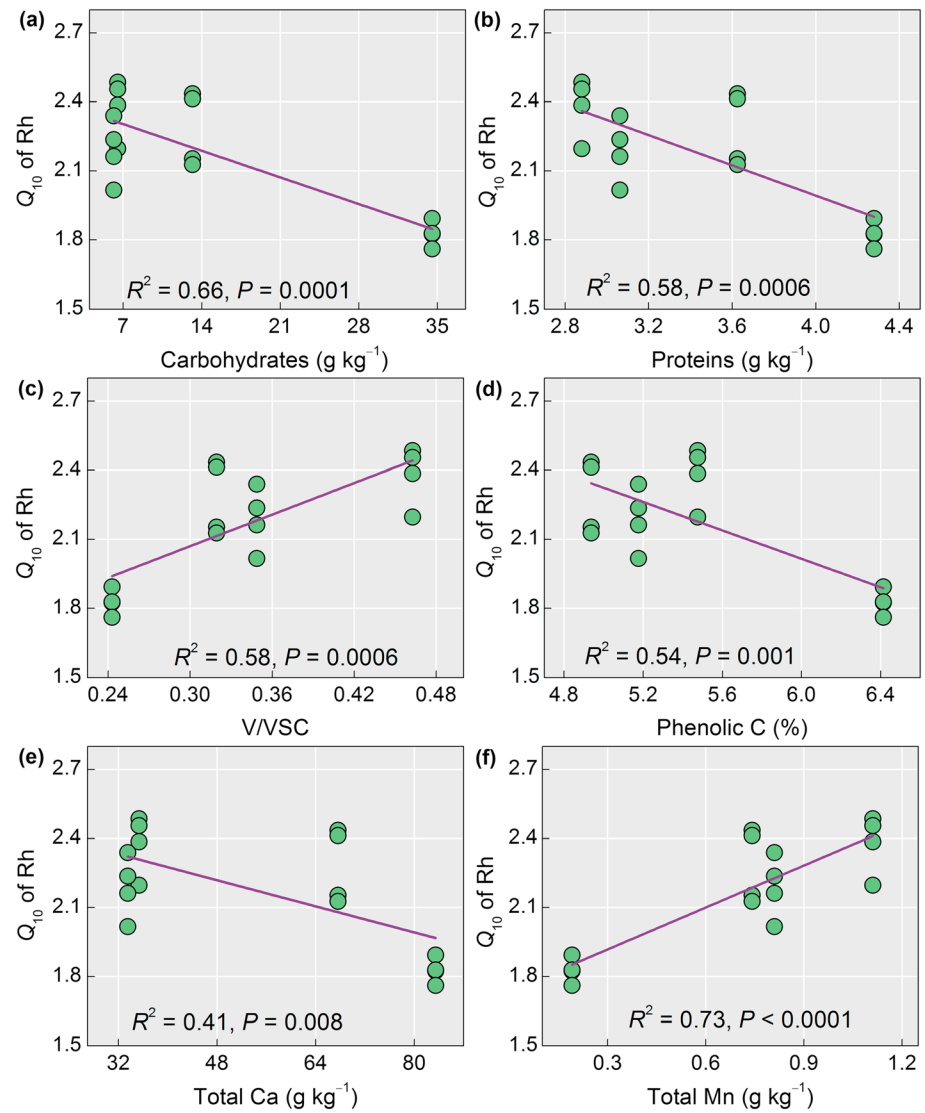 (a)
2.7
2.4
2.1
1.8
1.5
Q₁₀ of Rh
R² = 0.66, P = 0.0001
7 14 21 28 35
Carbohydrates (g kg⁻¹)
(b)
2.7
2.4
2.1
1.8
1.5
Q₁₀ of Rh
R² = 0.58, P = 0.0006
2.8 3.2 3.6 4.0 4.4
Proteins (g kg⁻¹)
(c)
2.7
2.4
2.1
1.8
1.5
Q₁₀ of Rh
R² = 0.58, P = 0.0006
0.24 0.30 0.36 0.42 0.48
V/VSC
(d)
2.7
2.4
2.1
1.8
1.5
Q₁₀ of Rh
R² = 0.54, P = 0.001
4.8 5.2 5.6 6.0 6.4
Phenolic C (%)
(e)
2.7
2.4
2.1
1.8
1.5
Q₁₀ of Rh
R² = 0.41, P = 0.008
32 48 64 80
Total Ca (g kg⁻¹)
(f)
2.7
2.4
2.1
1.8
1.5
Q₁₀ of Rh
R² = 0.73, P < 0.0001
0.3 0.6 0.9 1.2
Total Mn (g kg⁻¹)